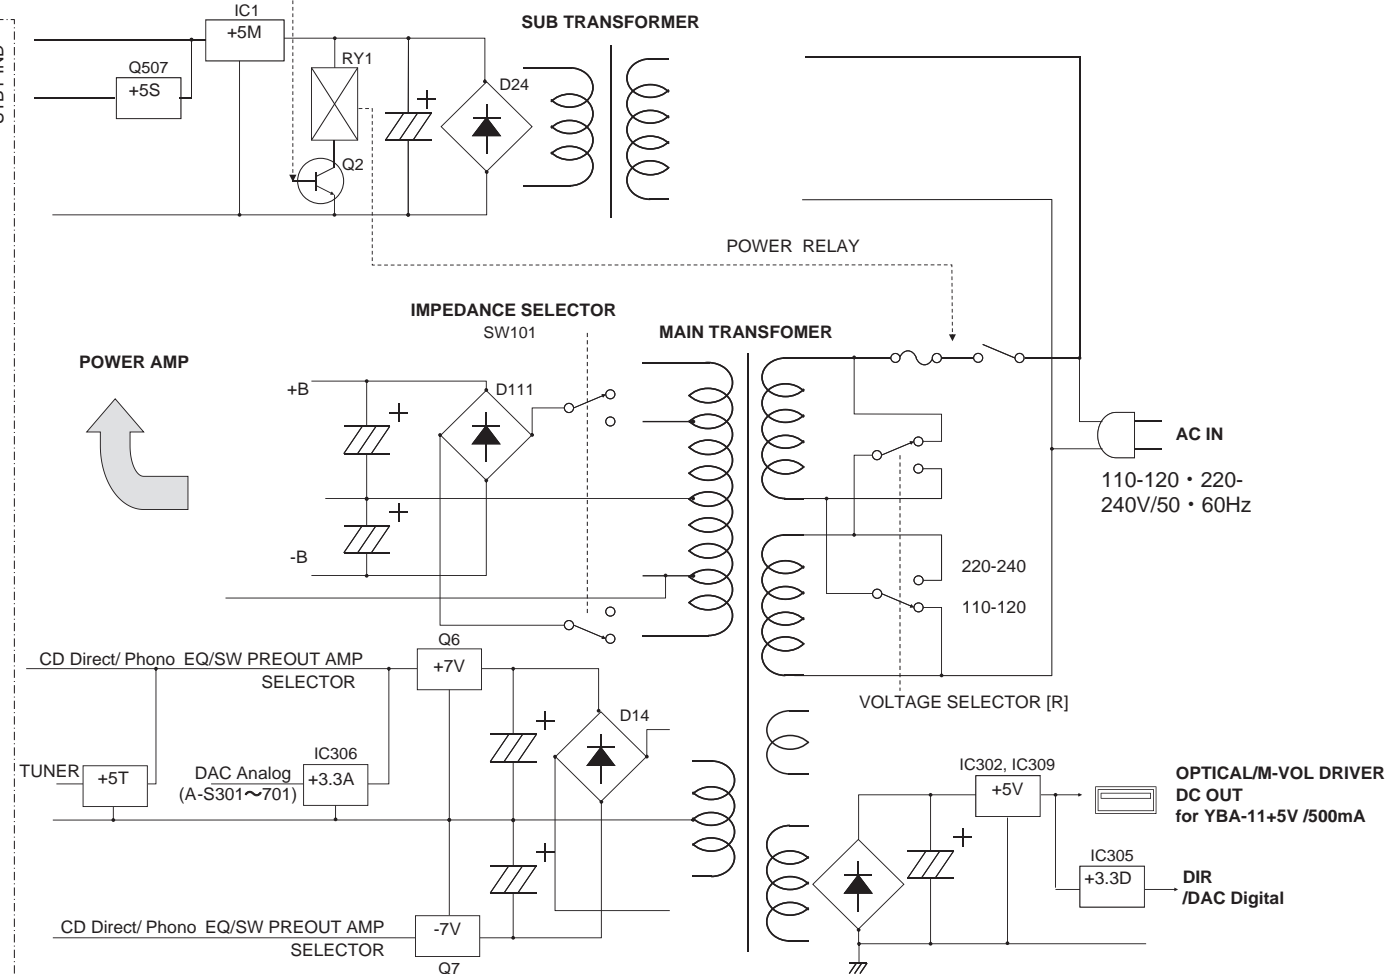 IC1
+5M
SUB TRANSFORMER
RY1
Q507
+5S
D24
Q2
POWER RELAY
IMPEDANCE SELECTOR
SW101
MAIN TRANSFOMER
POWER AMP
+B
D111
AC IN
110-120・220-
240V/50・60Hz
-B
220-240
110-120
Q6
CD Direct/ Phono EQ/SW PREOUT AMP
SELECTOR
+7V
VOLTAGE SELECTOR [R]
D14
TUNER
+5T
DAC Analog
(A-S301～701)
IC306
+3.3A
IC302, IC309
+5V
OPTICAL/M-VOL DRIVER
DC OUT
for YBA-11+5V /500mA
IC305
+3.3D
DIR
/DAC Digital
CD Direct/ Phono EQ/SW PREOUT AMP
SELECTOR
-7V
Q7